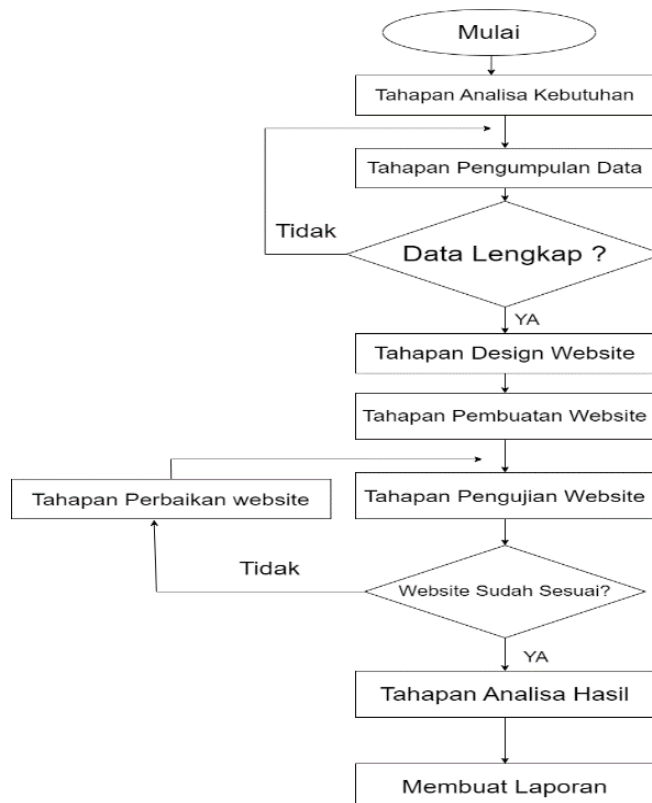 Mulai
Tahapan Analisa Kebutuhan
Tahapan Pengumpulan Data
Tidak
Data Lengkap ?
YA
Tahapan Design Website
Tahapan Pembuatan Website
Tahapan Perbaikan website
Tahapan Pengujian Website
Tidak
Website Sudah Sesuai?
YA
Tahapan Analisa Hasil
Membuat Laporan